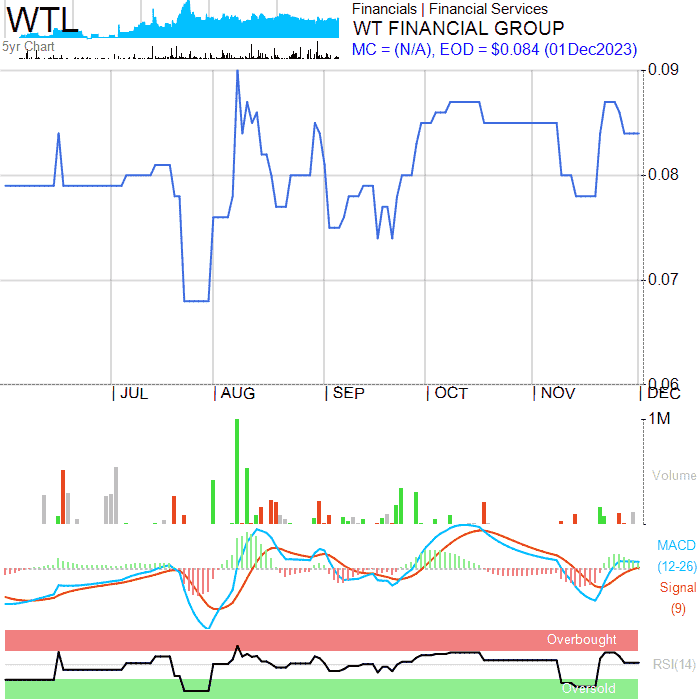 WTL
Financials | Financial Services
WT FINANCIAL GROUP
5yr Chart
MC = (N/A), EOD = $0.084 (01Dec2023)
0.09
0.08
0.07
0.06
JUL
AUG
SEP
OCT
NOV
DEC
1M
Volume
MACD
(12-26)
Signal
(9)
Overbought
RSI(14)
Oversold